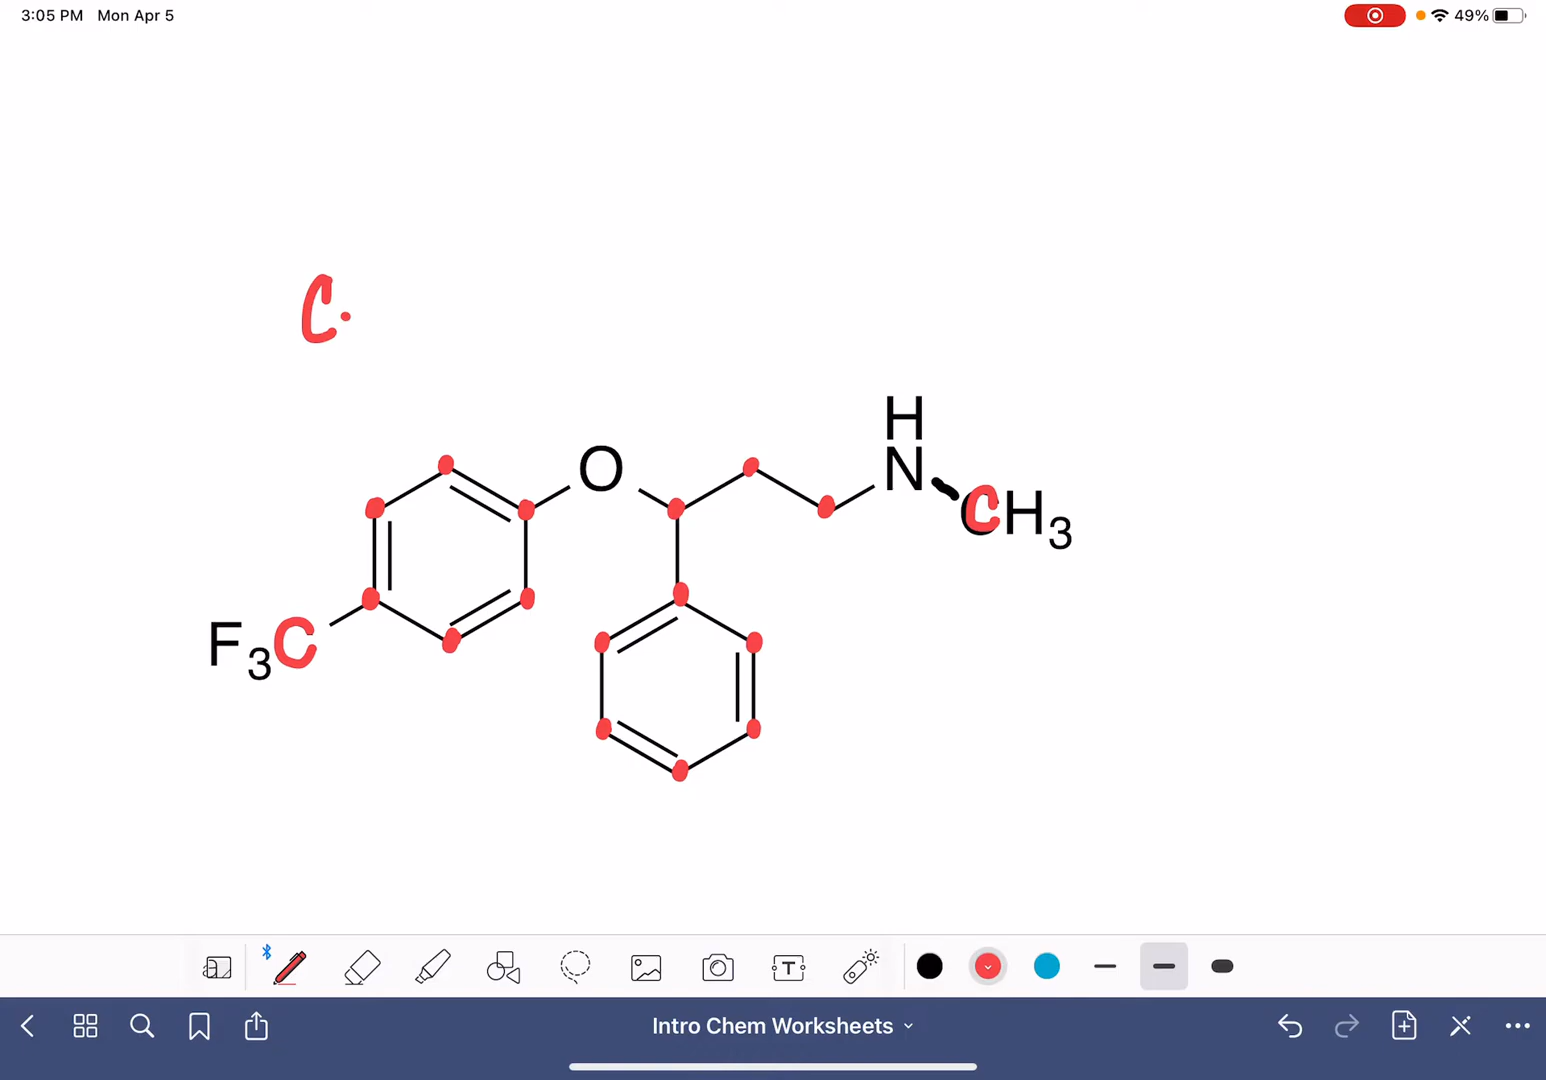 3:05 PM Mon Apr 5
49%
C.
H
O
N
CH3
F3C
T
Intro Chem Worksheets